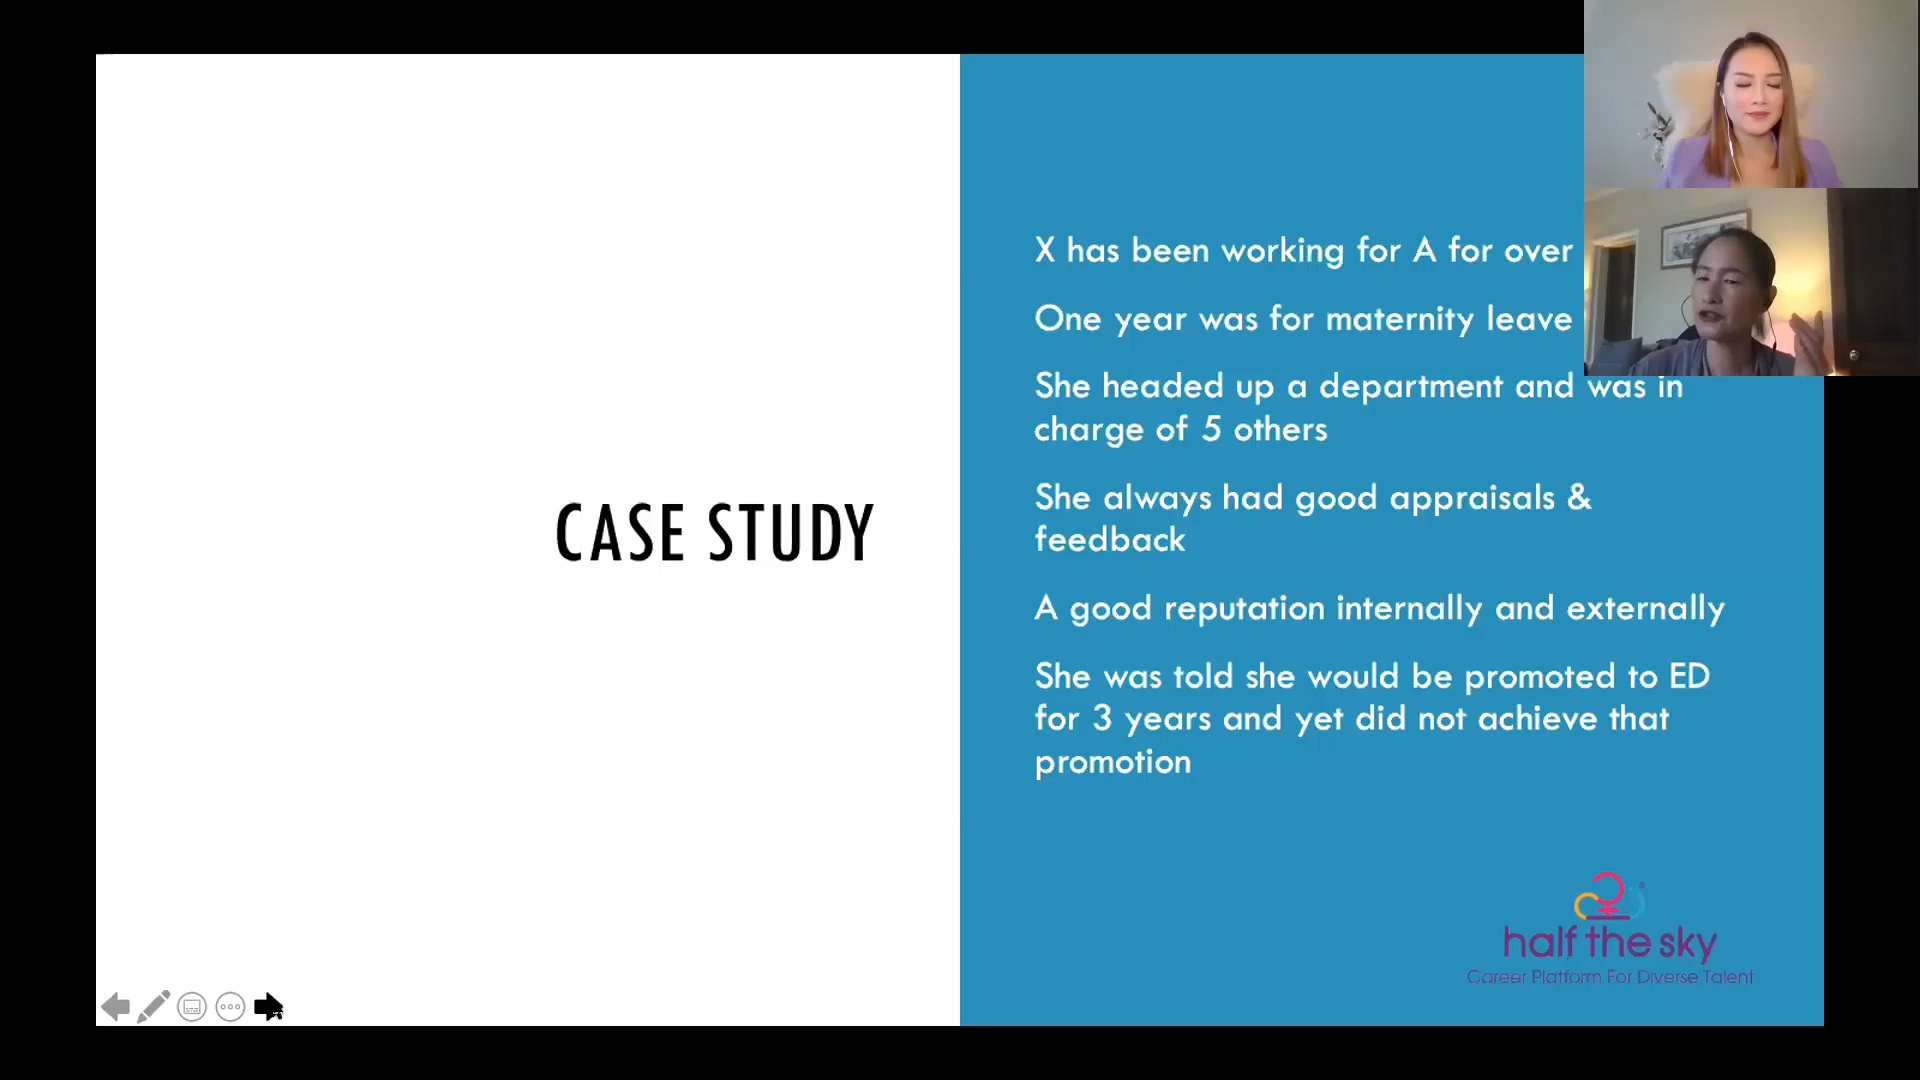 CASE STUDY
X has been working for A for over
One year was for maternity leave
She headed up a department and was in
charge of 5 others
She always had good appraisals &
feedback
A good reputation internally and externally
She was told she would be promoted to ED
for 3 years and yet did not achieve that
promotion
half the sky
Career Platform For Diverse Talent